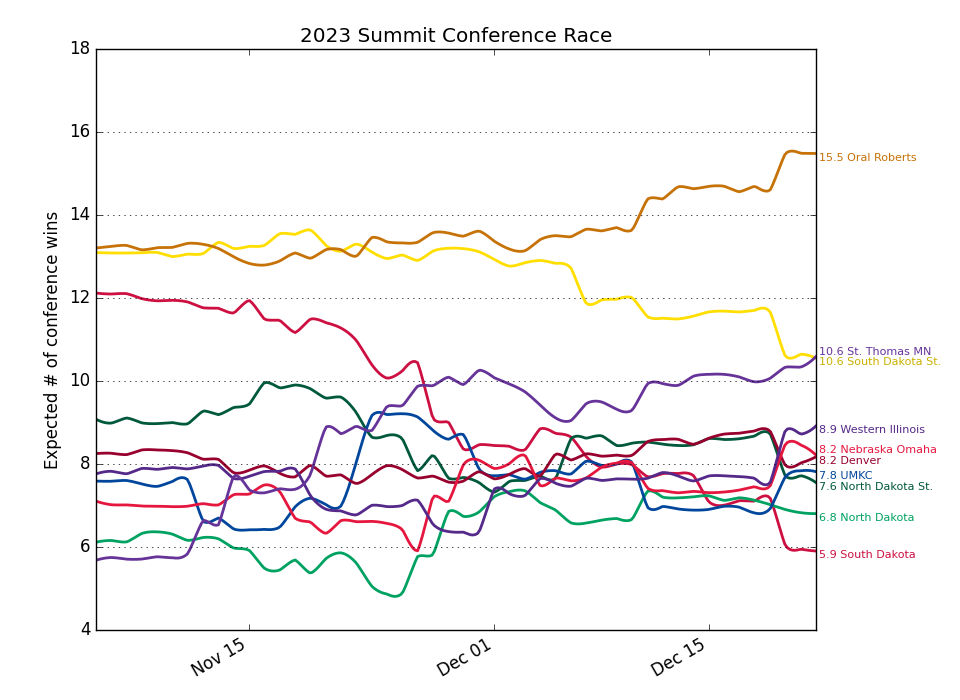 2023 Summit Conference Race
Expected # of conference wins
18
16
14
12
10
8
6
4
Nov 15
Dec 01
Dec 15
15.5 Oral Roberts
10.6 St. Thomas MN
10.6 South Dakota St.
8.9 Western Illinois
8.2 Nebraska Omaha
8.2 Denver
7.8 UMKC
7.6 North Dakota St.
6.8 North Dakota
5.9 South Dakota